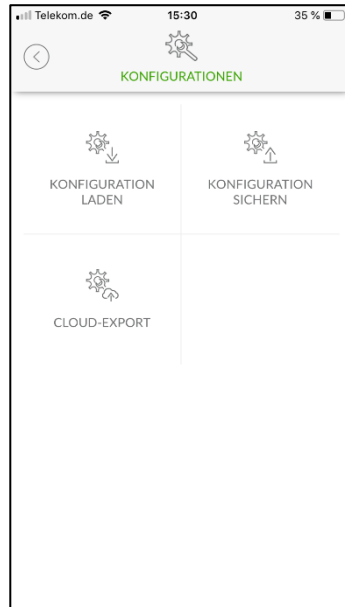 Telekom.de 15:30 35 %
KONFIGURATIONEN
KONFIGURATION
LADEN
KONFIGURATION
SICHERN
CLOUD-EXPORT